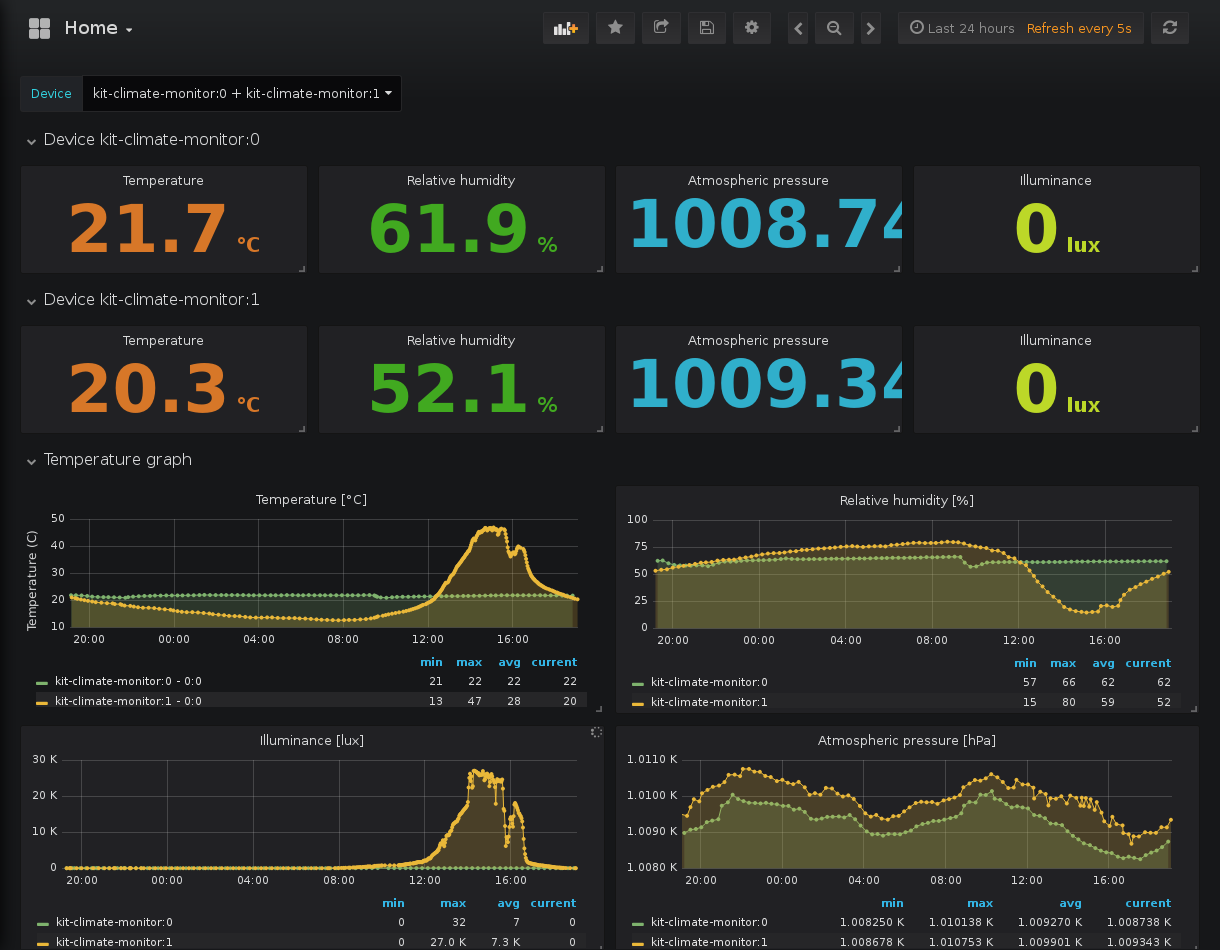 Home
Last 24 hours Refresh every 5s
Device kit-climate-monitor:0 + kit-climate-monitor:1
Device kit-climate-monitor:0
Temperature Relative humidity Atmospheric pressure Illuminance
21.7 °C 61.9 % 1008.74 0 lux
Device kit-climate-monitor:1
Temperature Relative humidity Atmospheric pressure Illuminance
20.3 °C 52.1 % 1009.34 0 lux
Temperature graph
Temperature [°C]
Temperature (C)
50
40
30
20
10
20:00 00:00 04:00 08:00 12:00 16:00
min max avg current
kit-climate-monitor:0 - 0:0 21 22 22 22
kit-climate-monitor:1 - 0:0 13 47 28 20
Relative humidity [%]
100
75
50
25
0
20:00 00:00 04:00 08:00 12:00 16:00
min max avg current
kit-climate-monitor:0 57 66 62 62
kit-climate-monitor:1 15 80 59 52
Illuminance [lux]
30 K
20 K
10 K
0
20:00 00:00 04:00 08:00 12:00 16:00
min max avg current
kit-climate-monitor:0 0 32 7 0
kit-climate-monitor:1 0 27.0 K 7.3 K 0
Atmospheric pressure [hPa]
1.0110 K
1.0100 K
1.0090 K
1.0080 K
20:00 00:00 04:00 08:00 12:00 16:00
min max avg current
kit-climate-monitor:0 1.008250 K 1.010138 K 1.009270 K 1.008738 K
kit-climate-monitor:1 1.008678 K 1.010753 K 1.009901 K 1.009343 K